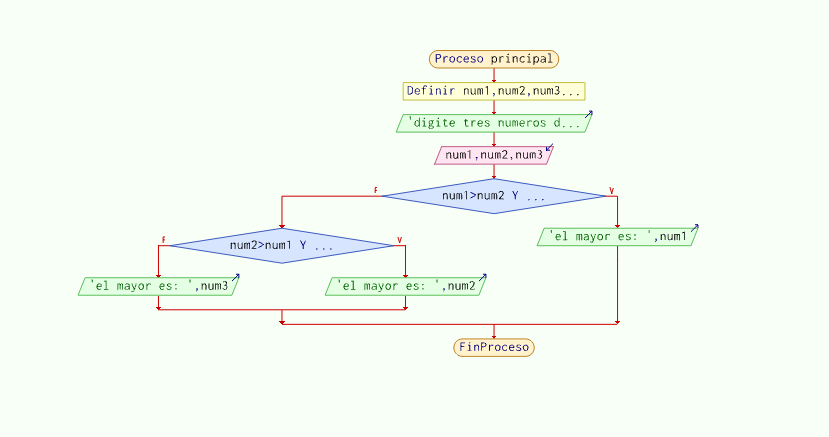 Proceso principal
Definir num1,num2,num3...
'digite tres numeros d...
num1,num2,num3
F
num1>num2 Y ...
V
'el mayor es: ',num1
F
num2>num1 Y ...
V
'el mayor es: ',num3
'el mayor es: ',num2
FinProceso